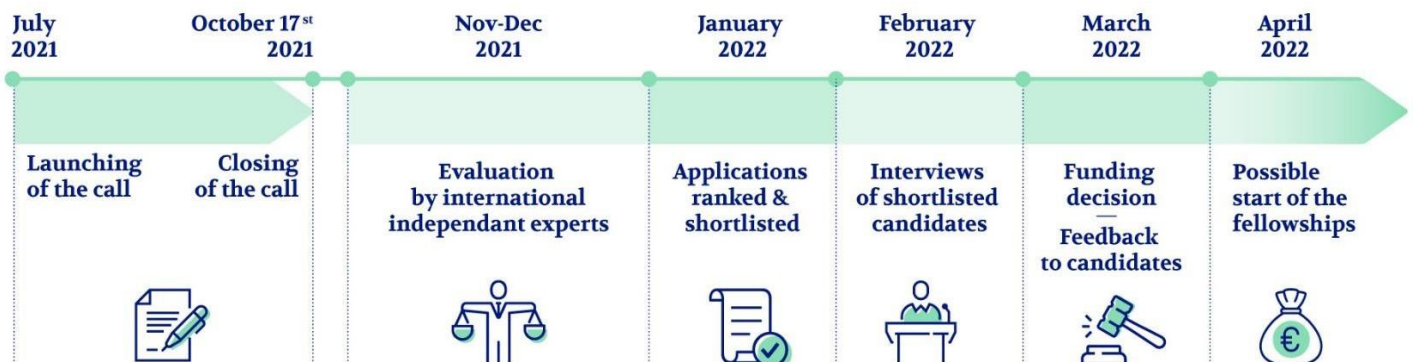 July
2021
October 17st
2021
Nov-Dec
2021
January
2022
February
2022
March
2022
April
2022
Launching
of the call
Closing
of the call
Evaluation
by international
independant experts
Applications
ranked &
shortlisted
Interviews
of shortlisted
candidates
Funding
decision
Feedback
to candidates
Possible
start of the
fellowships
€